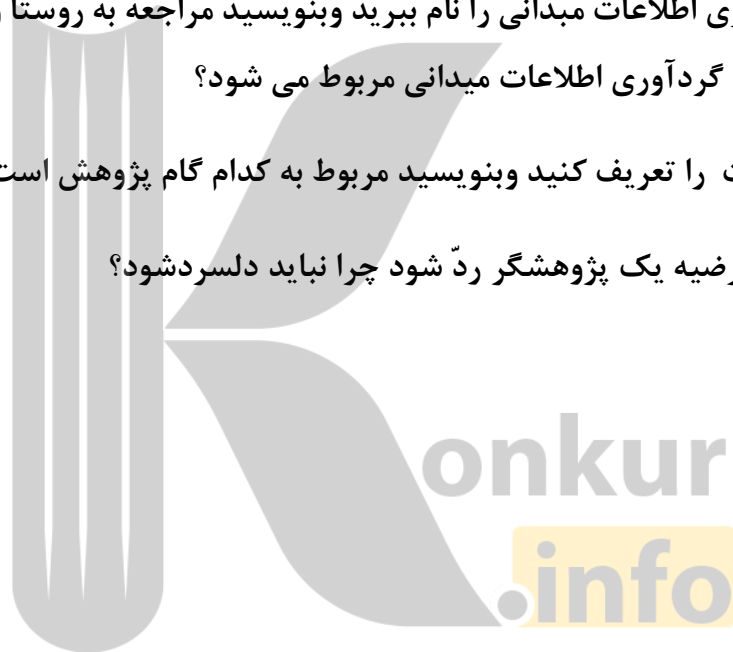 اطلاعات مبدانی را نام ببرید وبنویسید مراجعه به روستا
گردآوری اطلاعات میدانی مربوط می شود؟
را تعریف کنید وبنویسید مربوط به کدام گام پژوهش است
یک پژوهشگر ردّ شود چرا نباید دلسردشود؟
onkur
.info